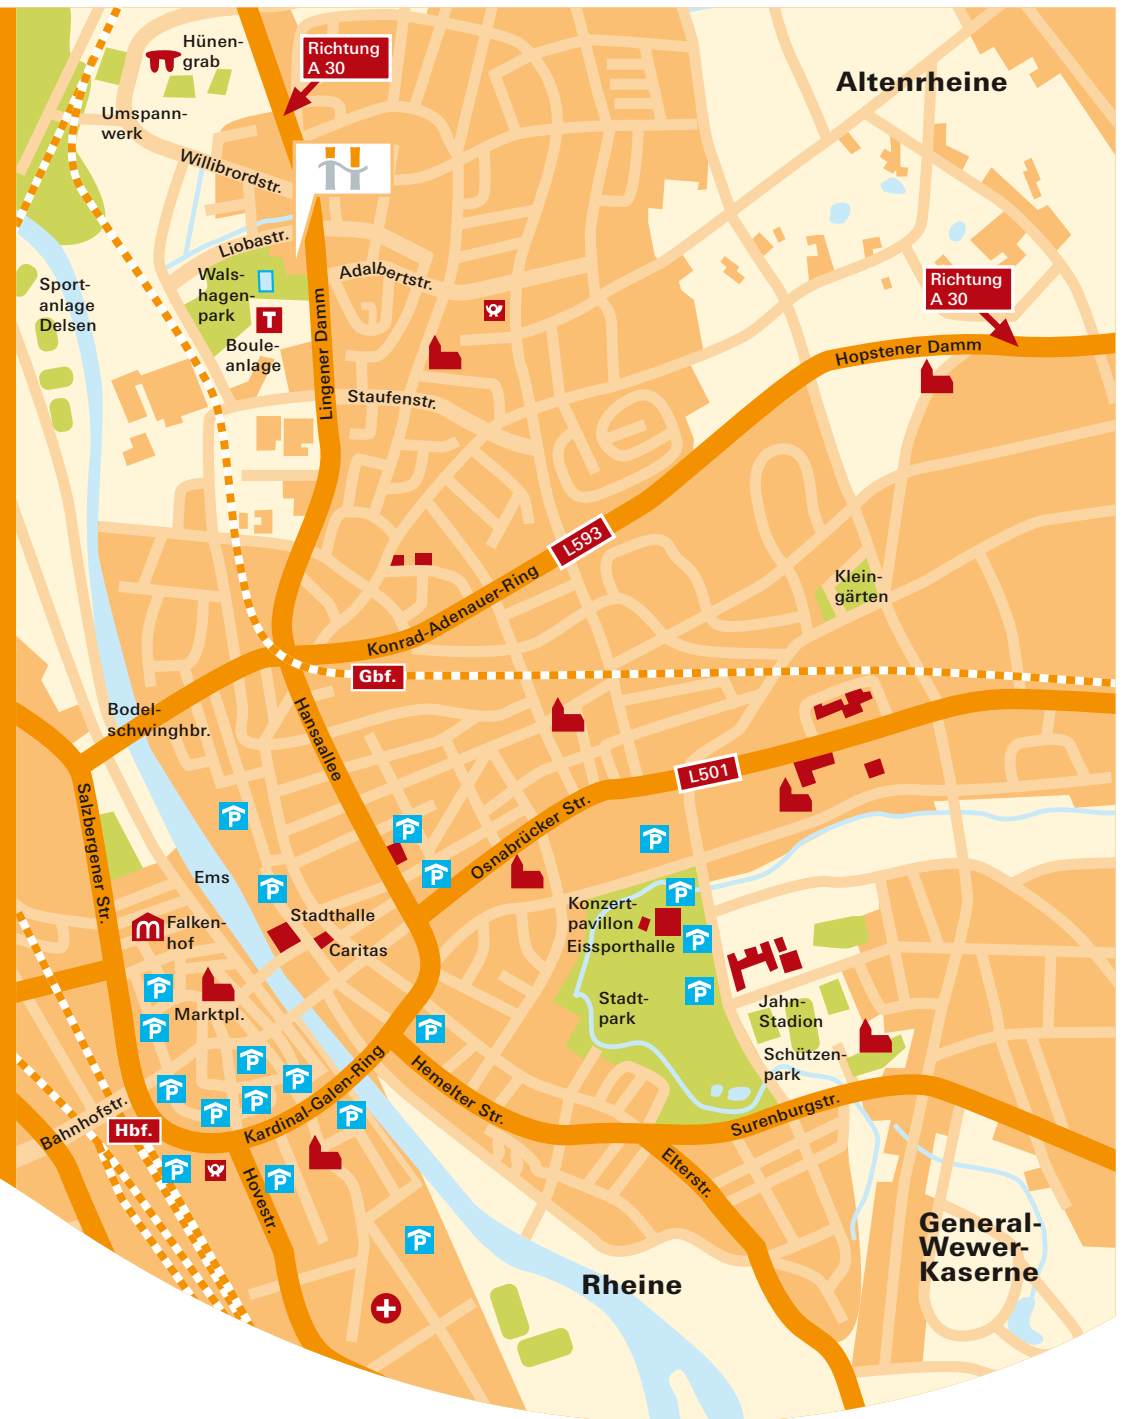 Hünen-
grab
Richtung
A 30
Altenrheine
Umspann-
werk
Willibrordstr.
Liobastr.
Adalbertstr.
Wals-
hagen-
park
T
Sport-
anlage
Delsen
Richtung
A 30
Boule-
anlage
Lingener Damm
Hopstener Damm
Staufenstr.
L593
Klein-
gärten
Konrad-Adenauer-Ring
Gbf.
Bodel-
schwinghbr.
Hansaallee
L501
Salzbergener Str.
Osnabrücker Str.
P
P
P
P
P
Ems
P
Konzert-
pavillon
Eissporthalle
P
Stadthalle
Caritas
m
Falken-
hof
P
Stadt-
park
P
Marktpl.
P
P
Jahn-
Stadion
Schützen-
park
P
P
P
P
P
P
Kardinal-Galen-Ring
Hemelter Str.
Surenburgstr.
Bahnhofstr.
Hbf.
P
P
Hovestr.
Elterstr.
P
General-
Wewer-
Kaserne
Rheine